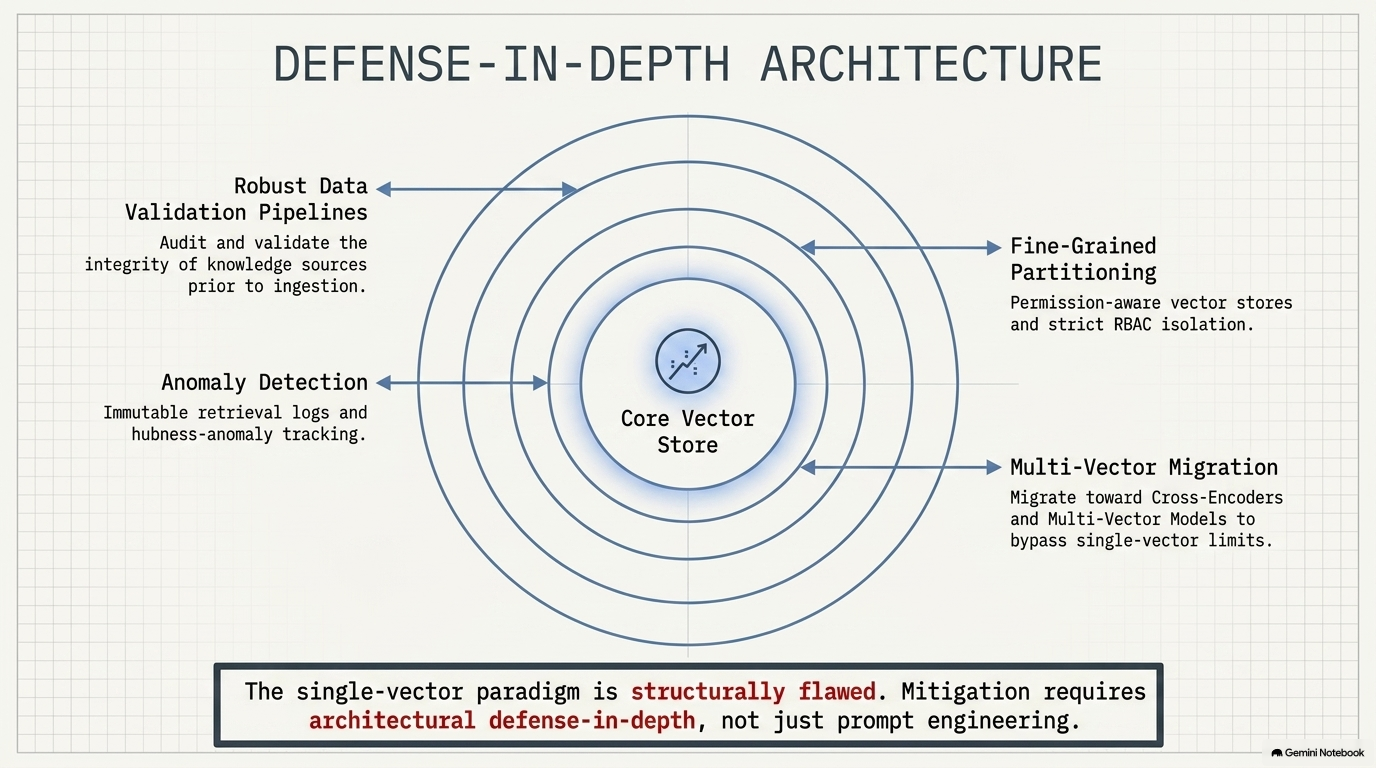 DEFENSE-IN-DEPTH ARCHITECTURE
Robust Data
Validation Pipelines
Audit and validate the
integrity of knowledge sources
prior to ingestion.
Fine-Grained
Partitioning
Permission-aware vector stores
and strict RBAC isolation.
Anomaly Detection
Immutable retrieval logs and
hubness-anomaly tracking.
Core Vector
Store
Multi-Vector Migration
Migrate toward Cross-Encoders
and Multi-Vector Models to
bypass single-vector limits.
The single-vector paradigm is structurally flawed. Mitigation requires
architectural defense-in-depth, not just prompt engineering.
Gemini Notebook